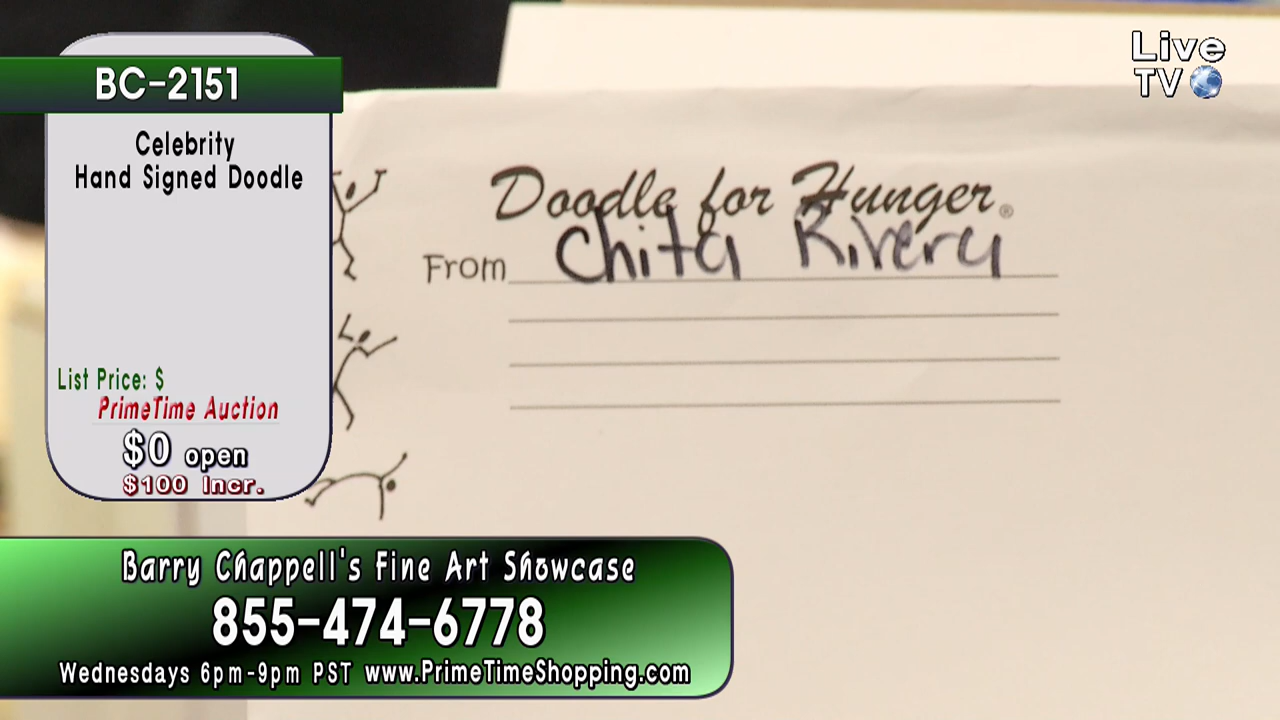 BC-2151
Celebrity
Hand Signed Doodle
List Price: $
PrimeTime Auction
$0 open
$100 Incr.
Live
TV
Doodle for Hunger®
From Chita Rivera
Barry Chappell's Fine Art Showcase
855-474-6778
Wednesdays 6pm-9pm PST www.PrimeTimeShopping.com